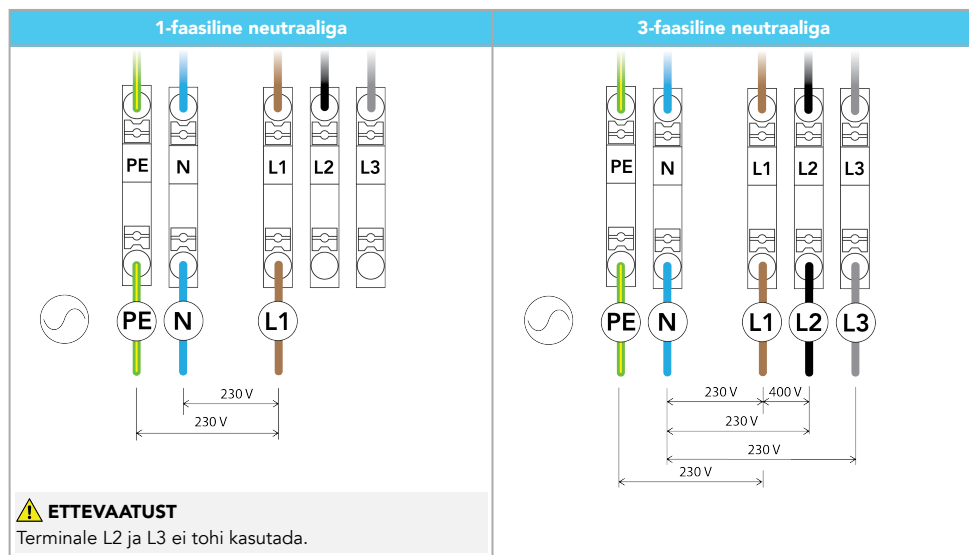 1-faasiline neutraaliga
PE N L1 L2 L3
PE N L1
230 V
230 V
ETTEVAATUST
Terminale L2 ja L3 ei tohi kasutada.
3-faasiline neutraaliga
PE N L1 L2 L3
PE N L1 L2 L3
230 V 400 V
230 V
230 V
230 V